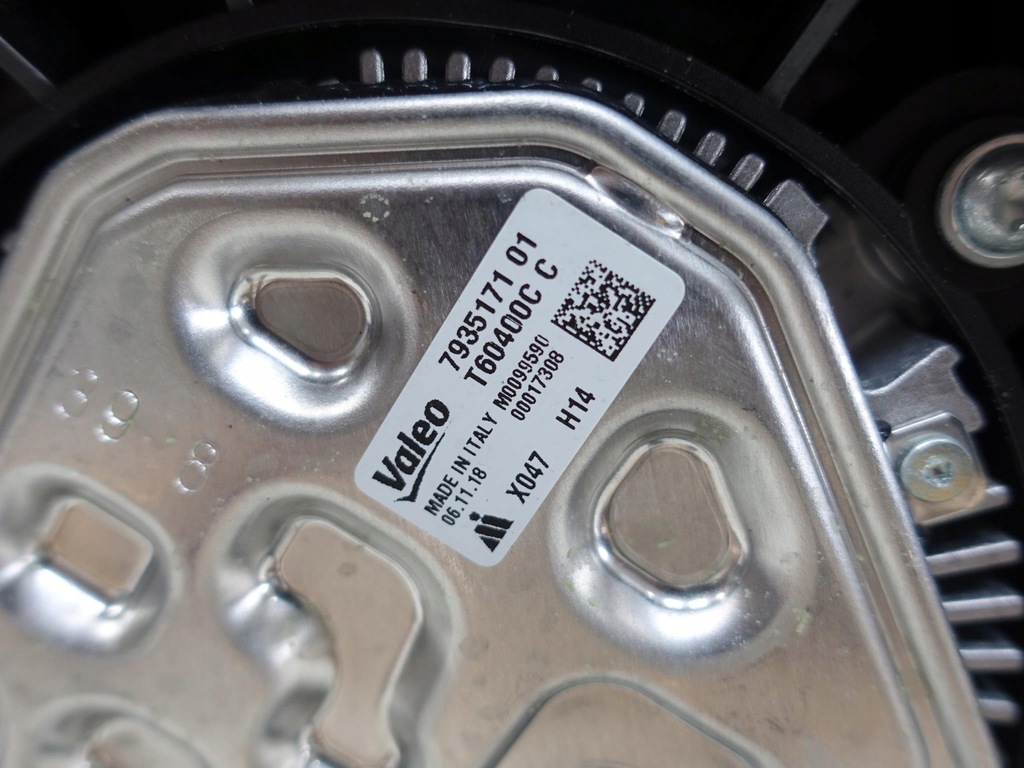 7935171 01
T60400C C
Valeo
MADE IN ITALY M0099590
06.11.18 00017308
X047 H14